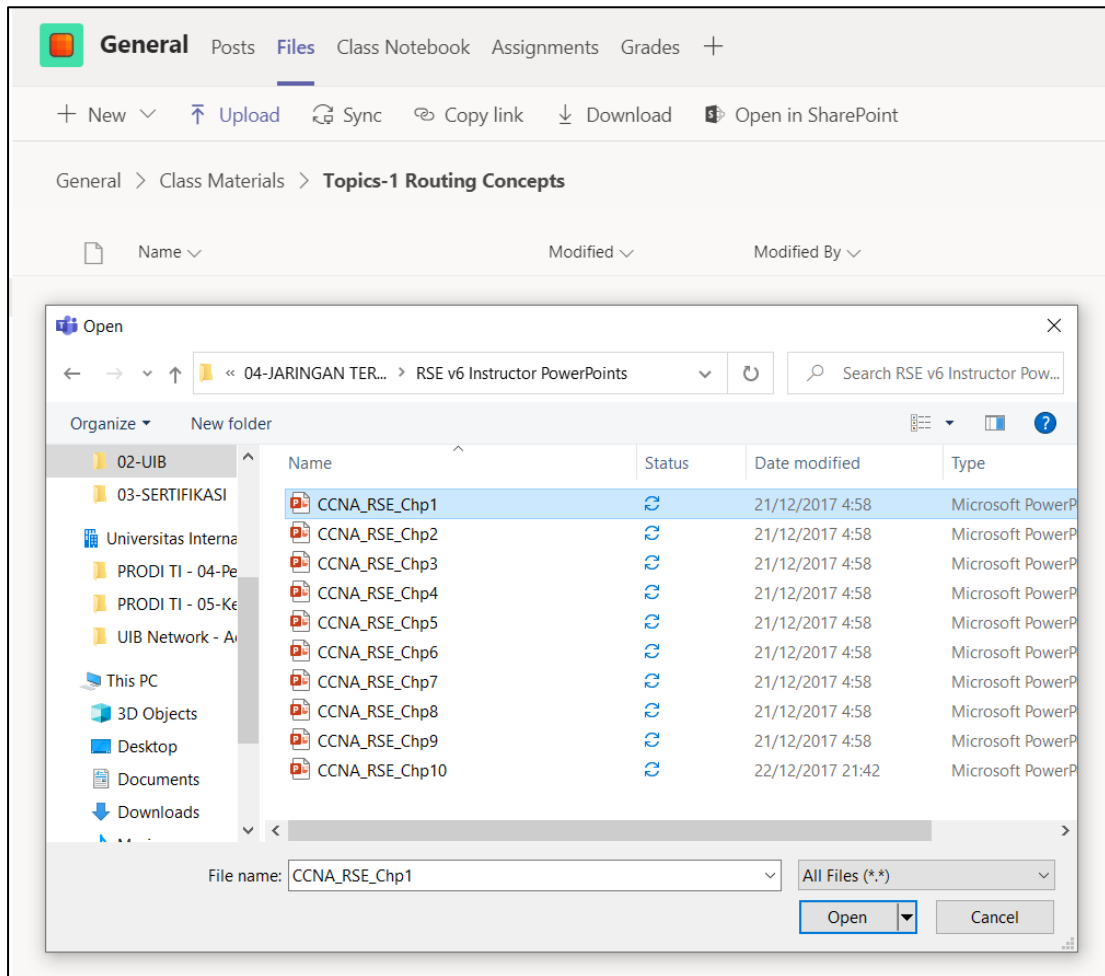 General Posts Files Class Notebook Assignments Grades
New Upload Sync Copy link Download Open in SharePoint
General > Class Materials > Topics-1 Routing Concepts
Name Modified Modified By
Open
« 04-JARINGAN TER... > RSE v6 Instructor PowerPoints Search RSE v6 Instructor Pow...
Organize New folder
Name Status Date modified Type
02-UIB
03-SERTIFIKASI
Universitas Interna
PRODI TI - 04-Pe
PRODI TI - 05-Ke
UIB Network - A
This PC
3D Objects
Desktop
Documents
Downloads
CCNA_RSE_Chp1 21/12/2017 4:58 Microsoft PowerP
CCNA_RSE_Chp2 21/12/2017 4:58 Microsoft PowerP
CCNA_RSE_Chp3 21/12/2017 4:58 Microsoft PowerP
CCNA_RSE_Chp4 21/12/2017 4:58 Microsoft PowerP
CCNA_RSE_Chp5 21/12/2017 4:58 Microsoft PowerP
CCNA_RSE_Chp6 21/12/2017 4:58 Microsoft PowerP
CCNA_RSE_Chp7 21/12/2017 4:58 Microsoft PowerP
CCNA_RSE_Chp8 21/12/2017 4:58 Microsoft PowerP
CCNA_RSE_Chp9 21/12/2017 4:58 Microsoft PowerP
CCNA_RSE_Chp10 22/12/2017 21:42 Microsoft PowerP
File name: CCNA_RSE_Chp1 All Files (*.*)
Open Cancel